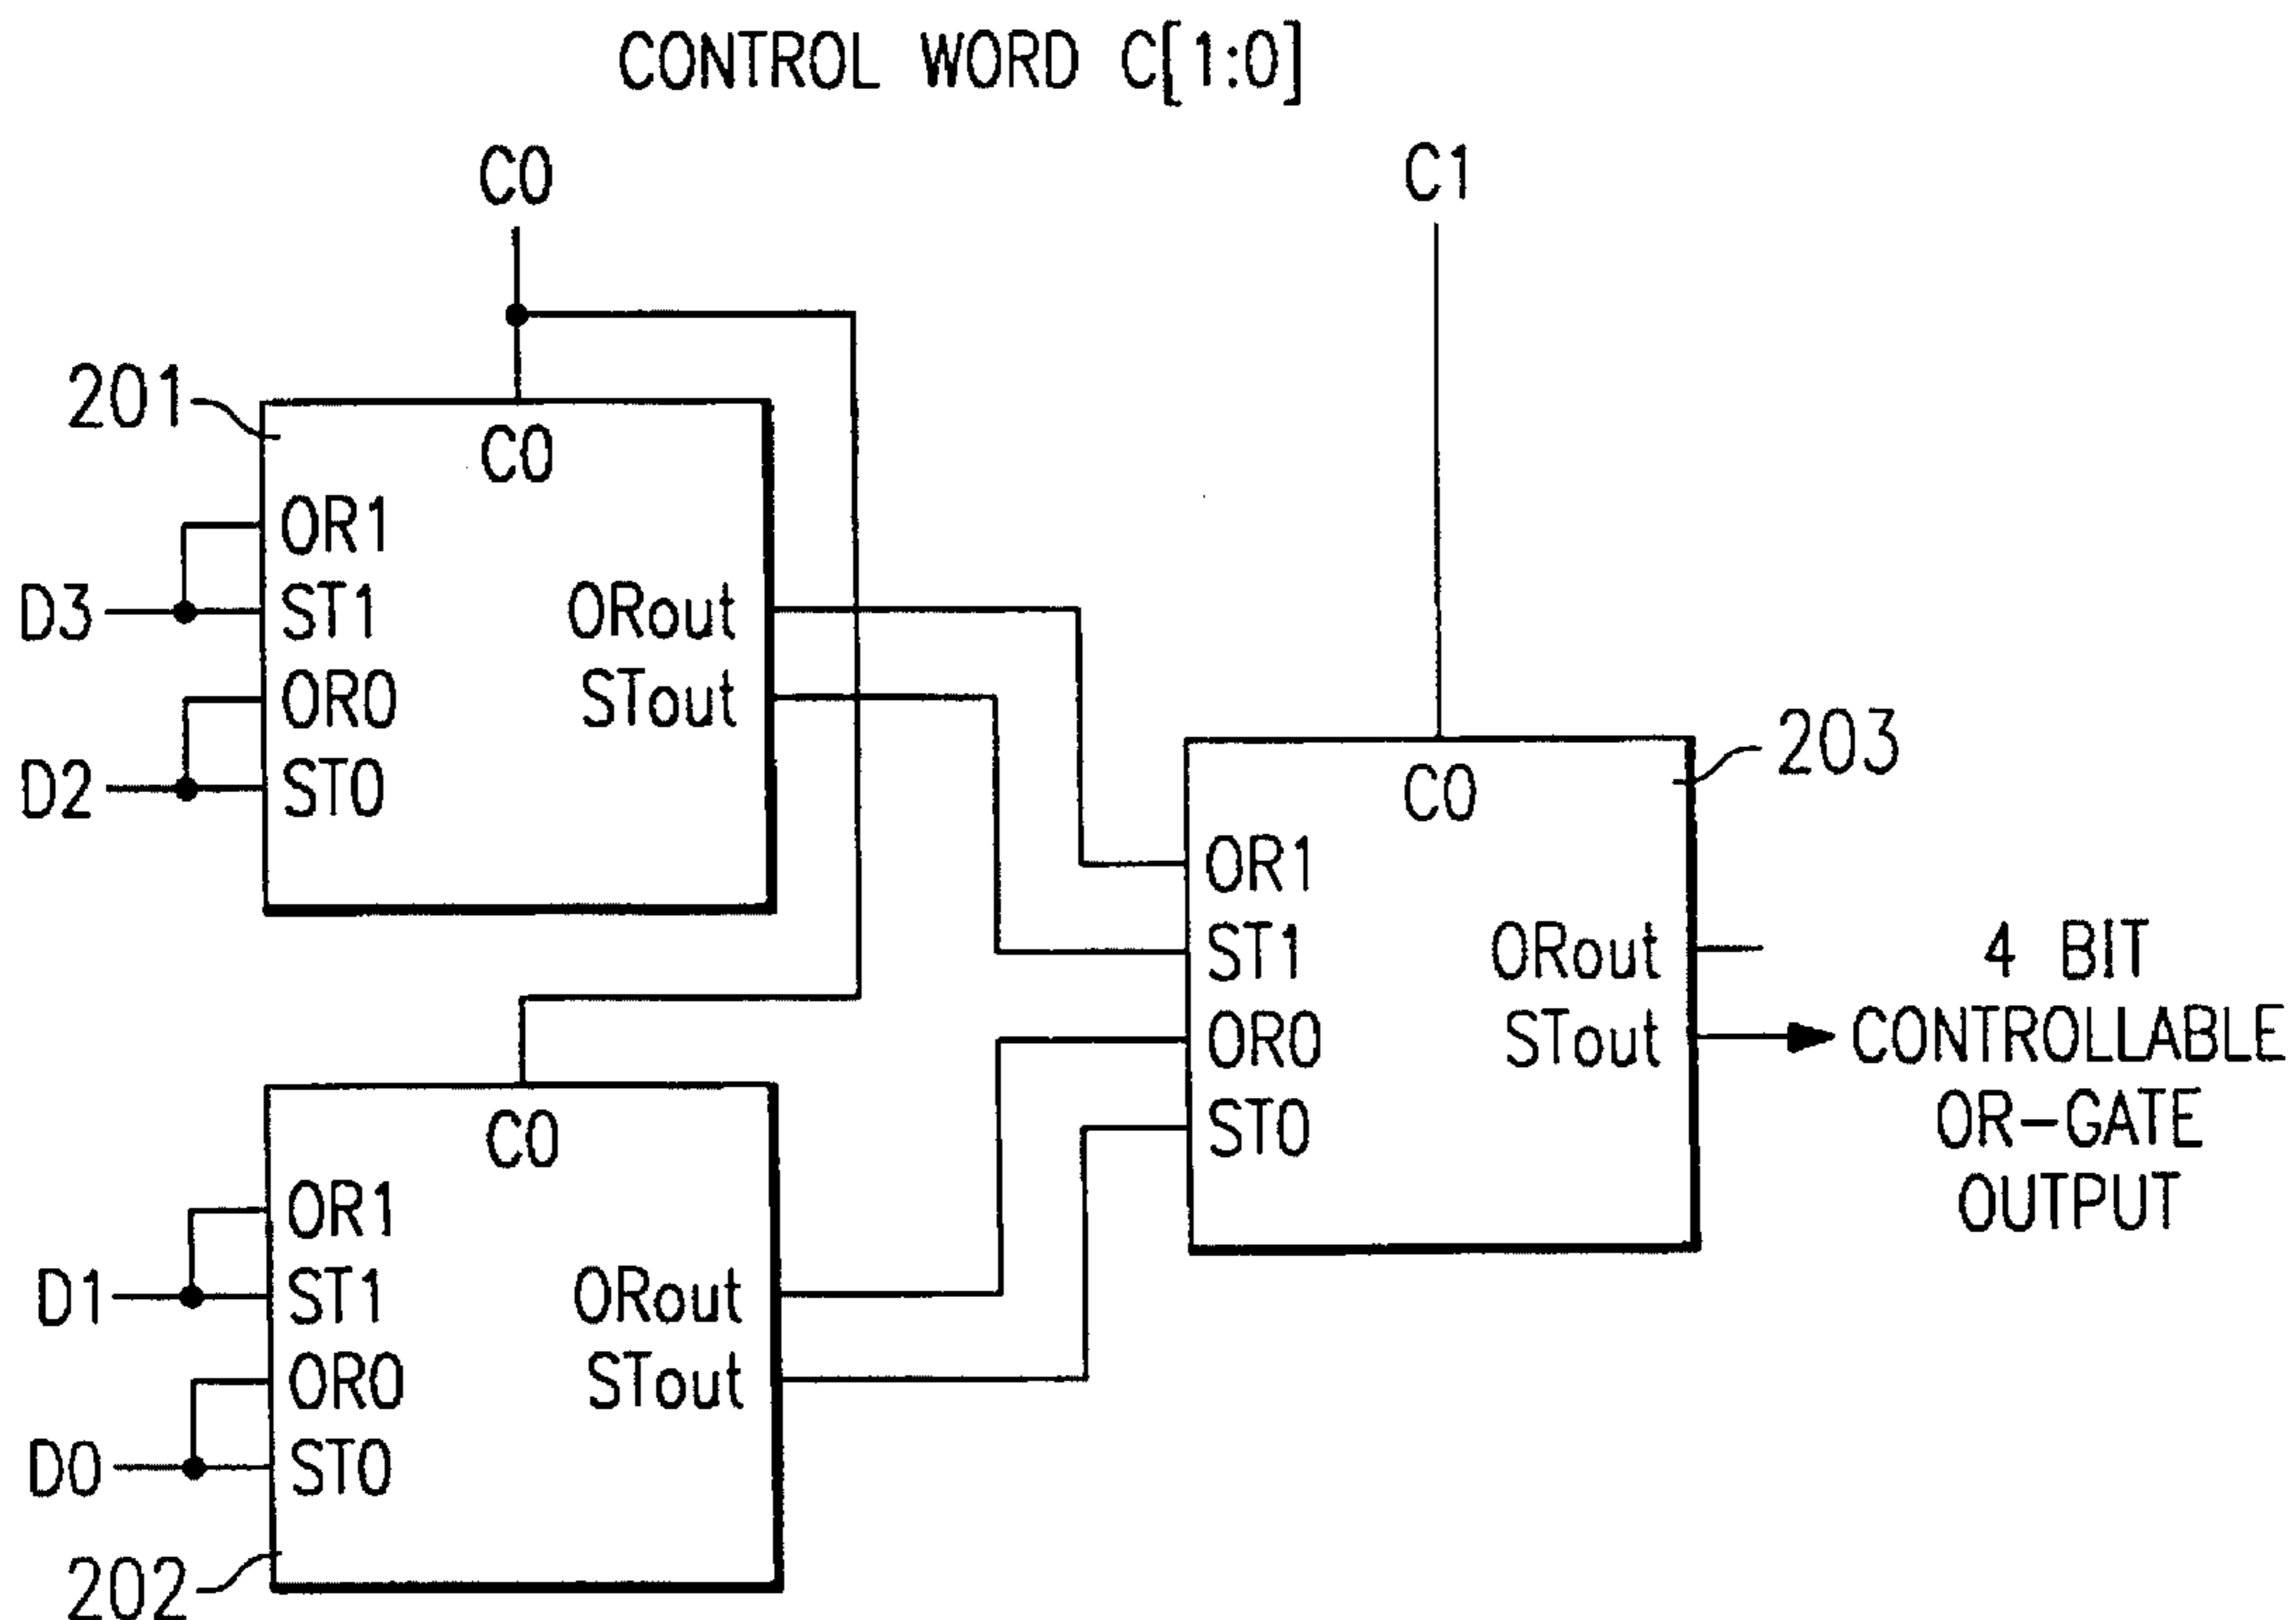 CONTROL WORD C[1:0]
C0
C1
201
C0
OR1
D3
ST1
ORout
OR0
STout
D2
ST0
203
C0
OR1
ST1
ORout
OR0
STout
ST0
4 BIT
CONTROLLABLE
OR-GATE
OUTPUT
C0
OR1
D1
ST1
ORout
OR0
STout
D0
ST0
202